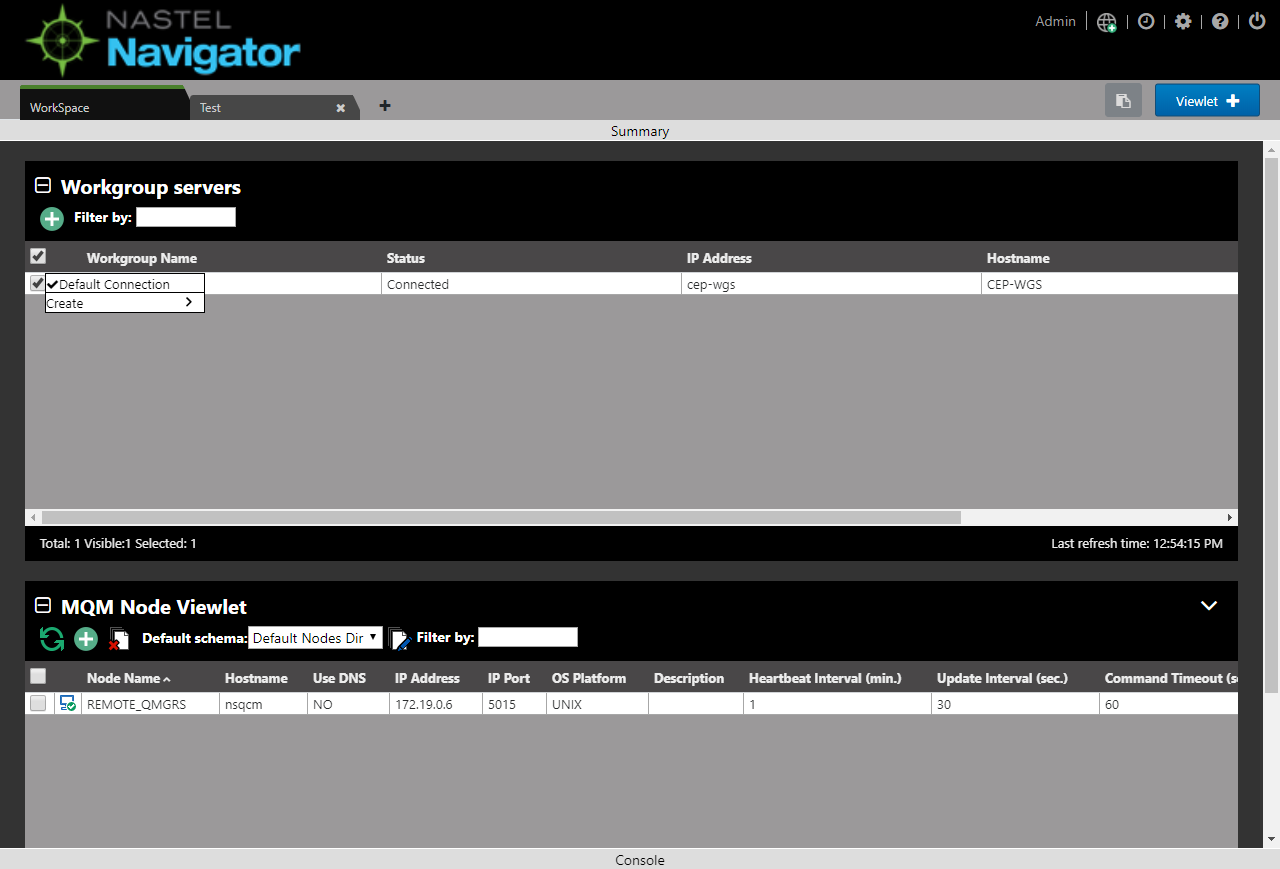 NASTEL
Navigator
Admin
WorkSpace
Test
Viewlet
Summary
Workgroup servers
Filter by:
Workgroup Name Status IP Address Hostname
Default Connection Connected cep-wgs CEP-WGS
Create
Total: 1 Visible:1 Selected: 1 Last refresh time: 12:54:15 PM
MQM Node Viewlet
Default schema: Default Nodes Dir Filter by:
Node Name Hostname Use DNS IP Address IP Port OS Platform Description Heartbeat Interval (min.) Update Interval (sec.) Command Timeout (s
REMOTE_QMGRS nsqcm NO 172.19.0.6 5015 UNIX 1 30 60
Console